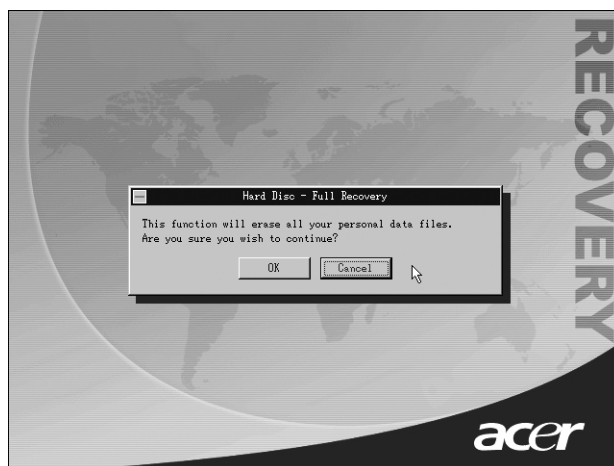 RECOVERY
Hard Disc - Full Recovery
This function will erase all your personal data files.
Are you sure you wish to continue?
OK
Cancel
acer